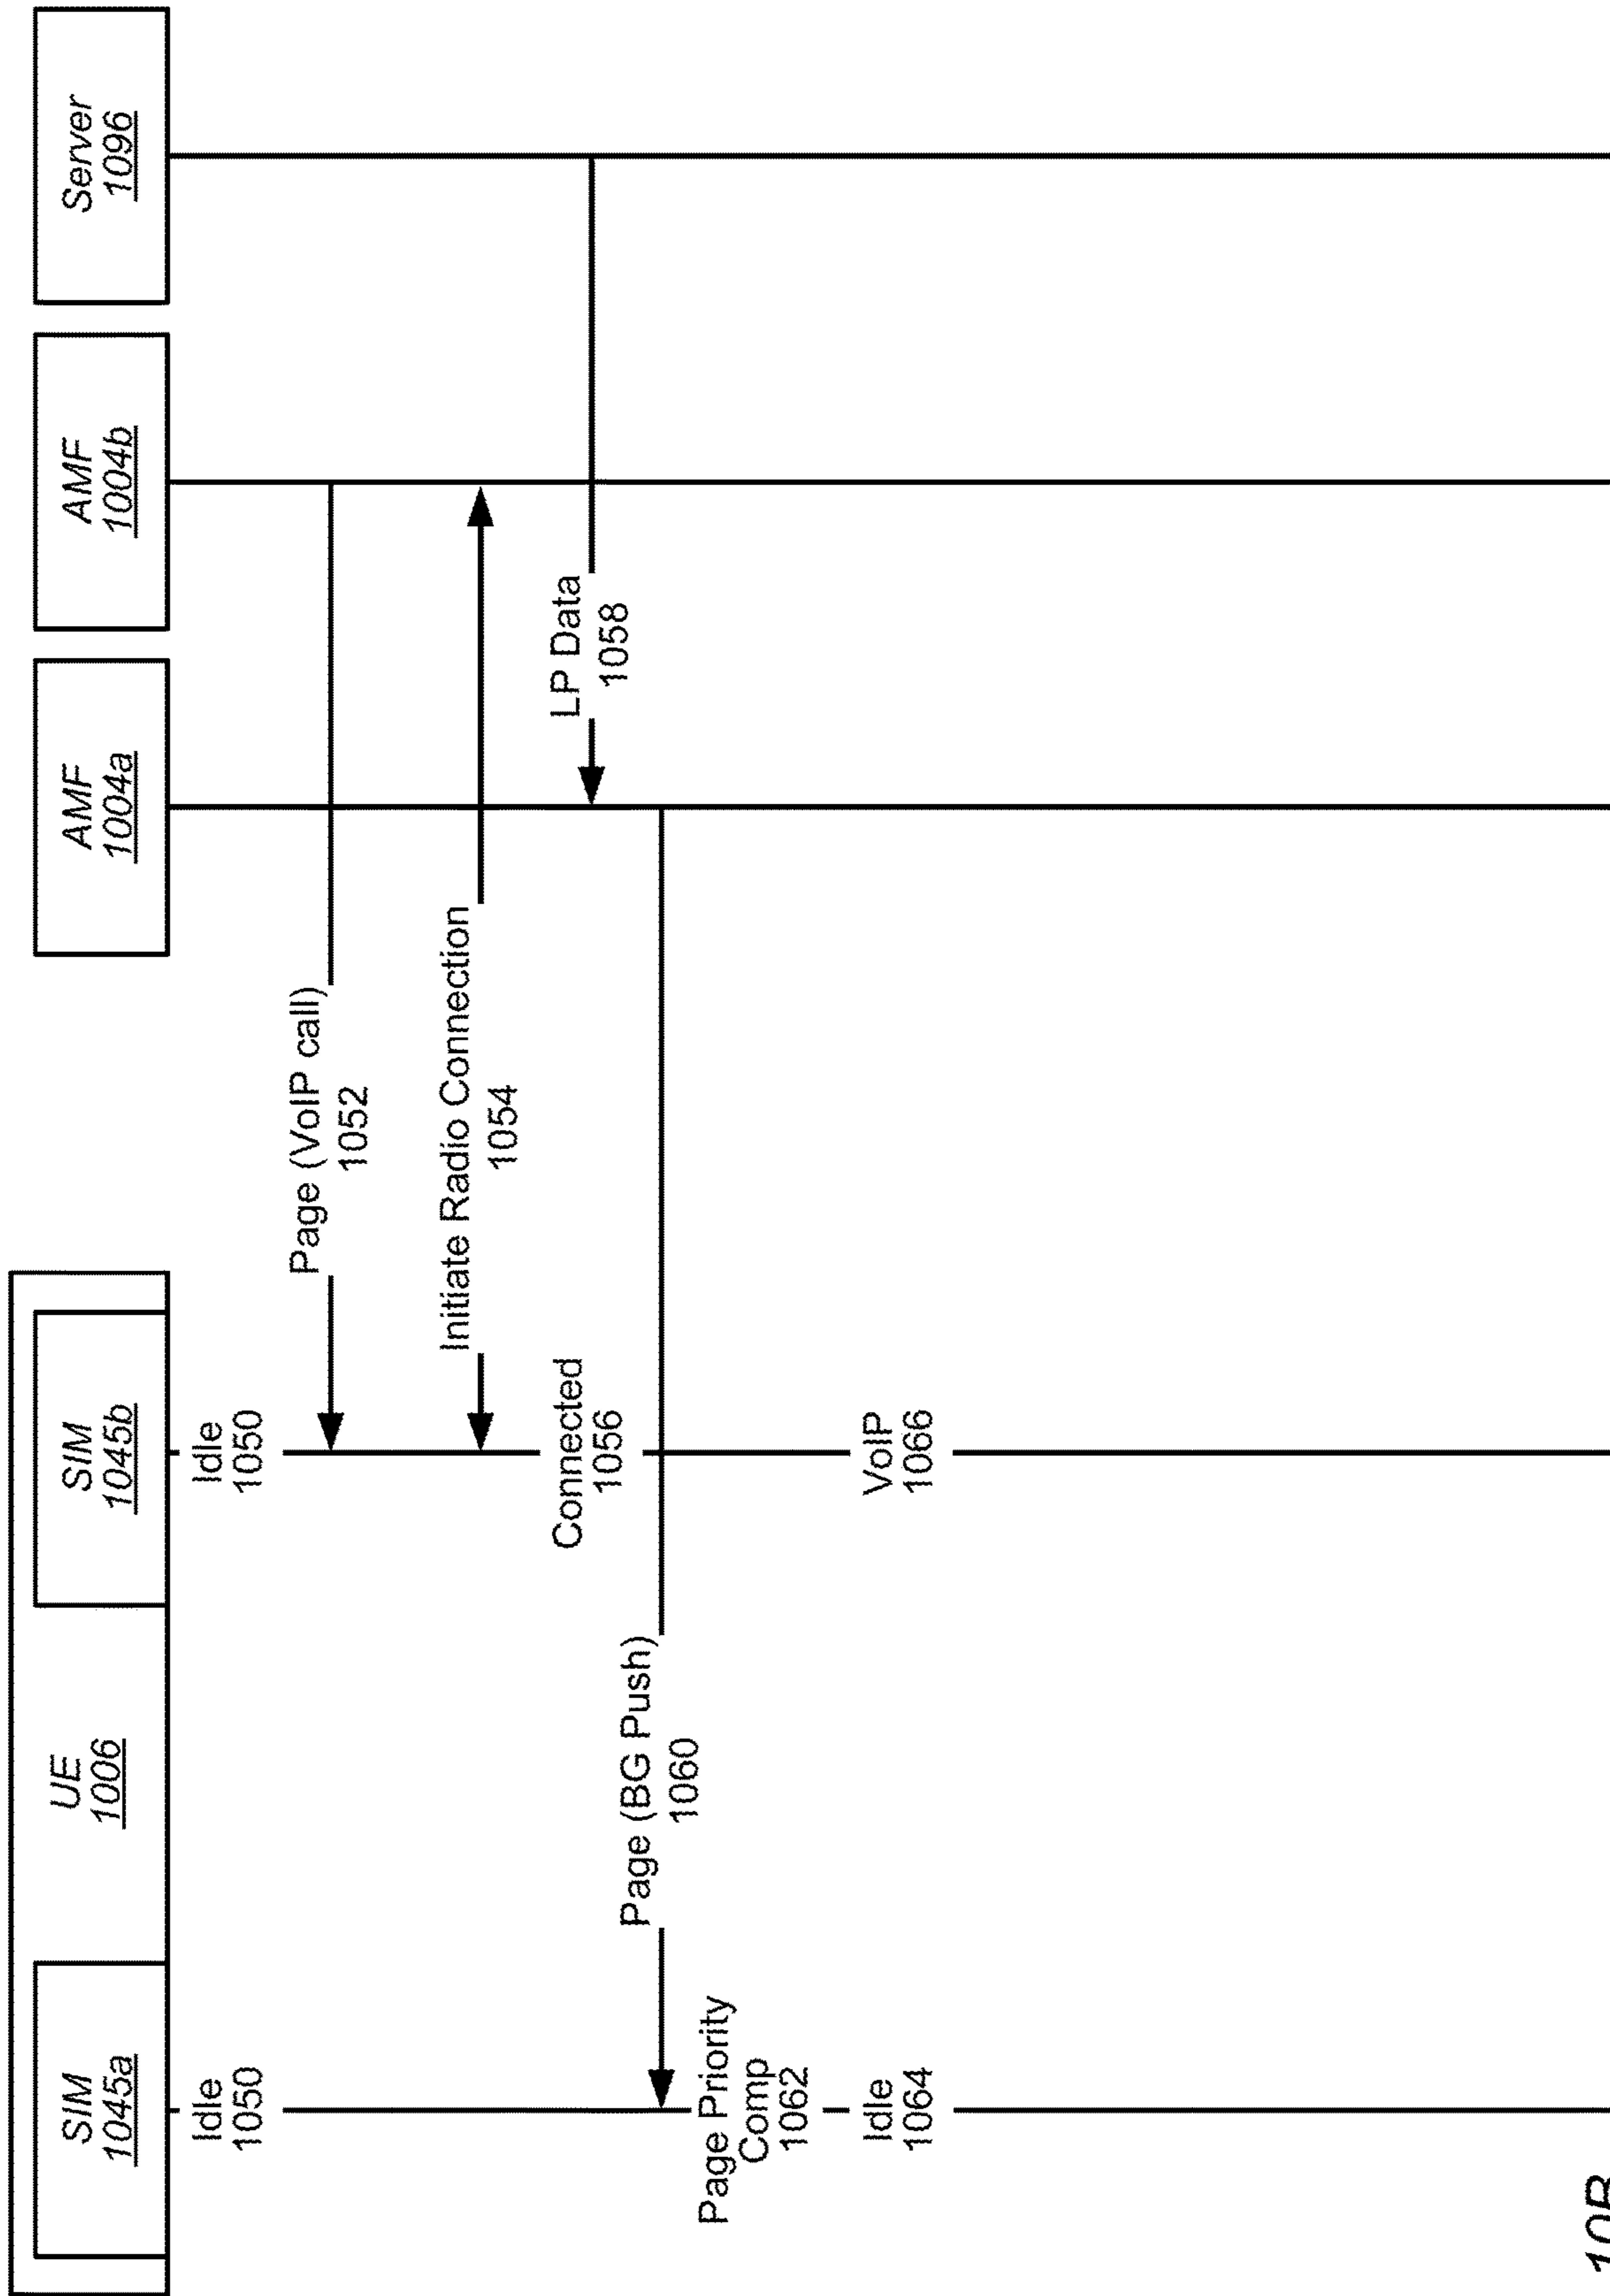 UE
1006
SIM
1045a
SIM
1045b
AMF
1004a
AMF
1004b
Server
1096
Idle
1050
Idle
1050
Page (VoIP call)
1052
Initiate Radio Connection
1054
Connected
1056
LP Data
1058
Page (BG Push)
1060
Page Priority
Comp
1062
Idle
1064
VoIP
1066
10B